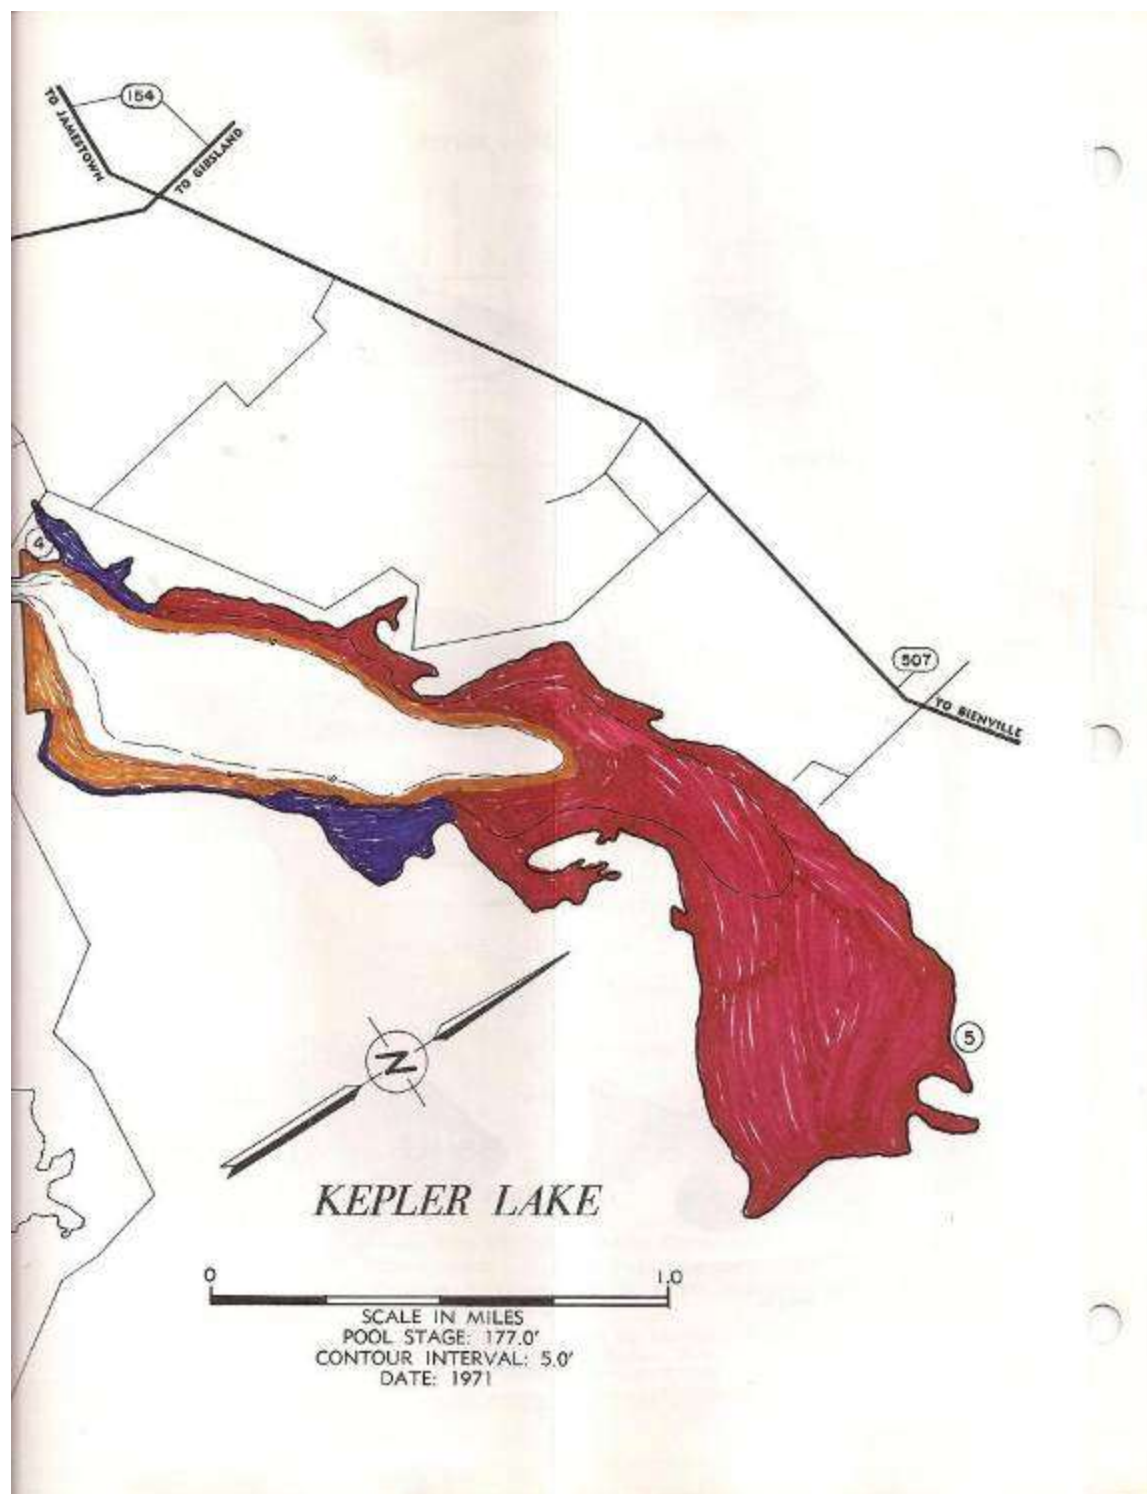 154
TO JAMESTOWN
TO GIBSLAND
4
507
TO BIENVILLE
5
N
KEPLER LAKE
0 1.0
SCALE IN MILES
POOL STAGE: 177.0'
CONTOUR INTERVAL: 5.0'
DATE: 1971